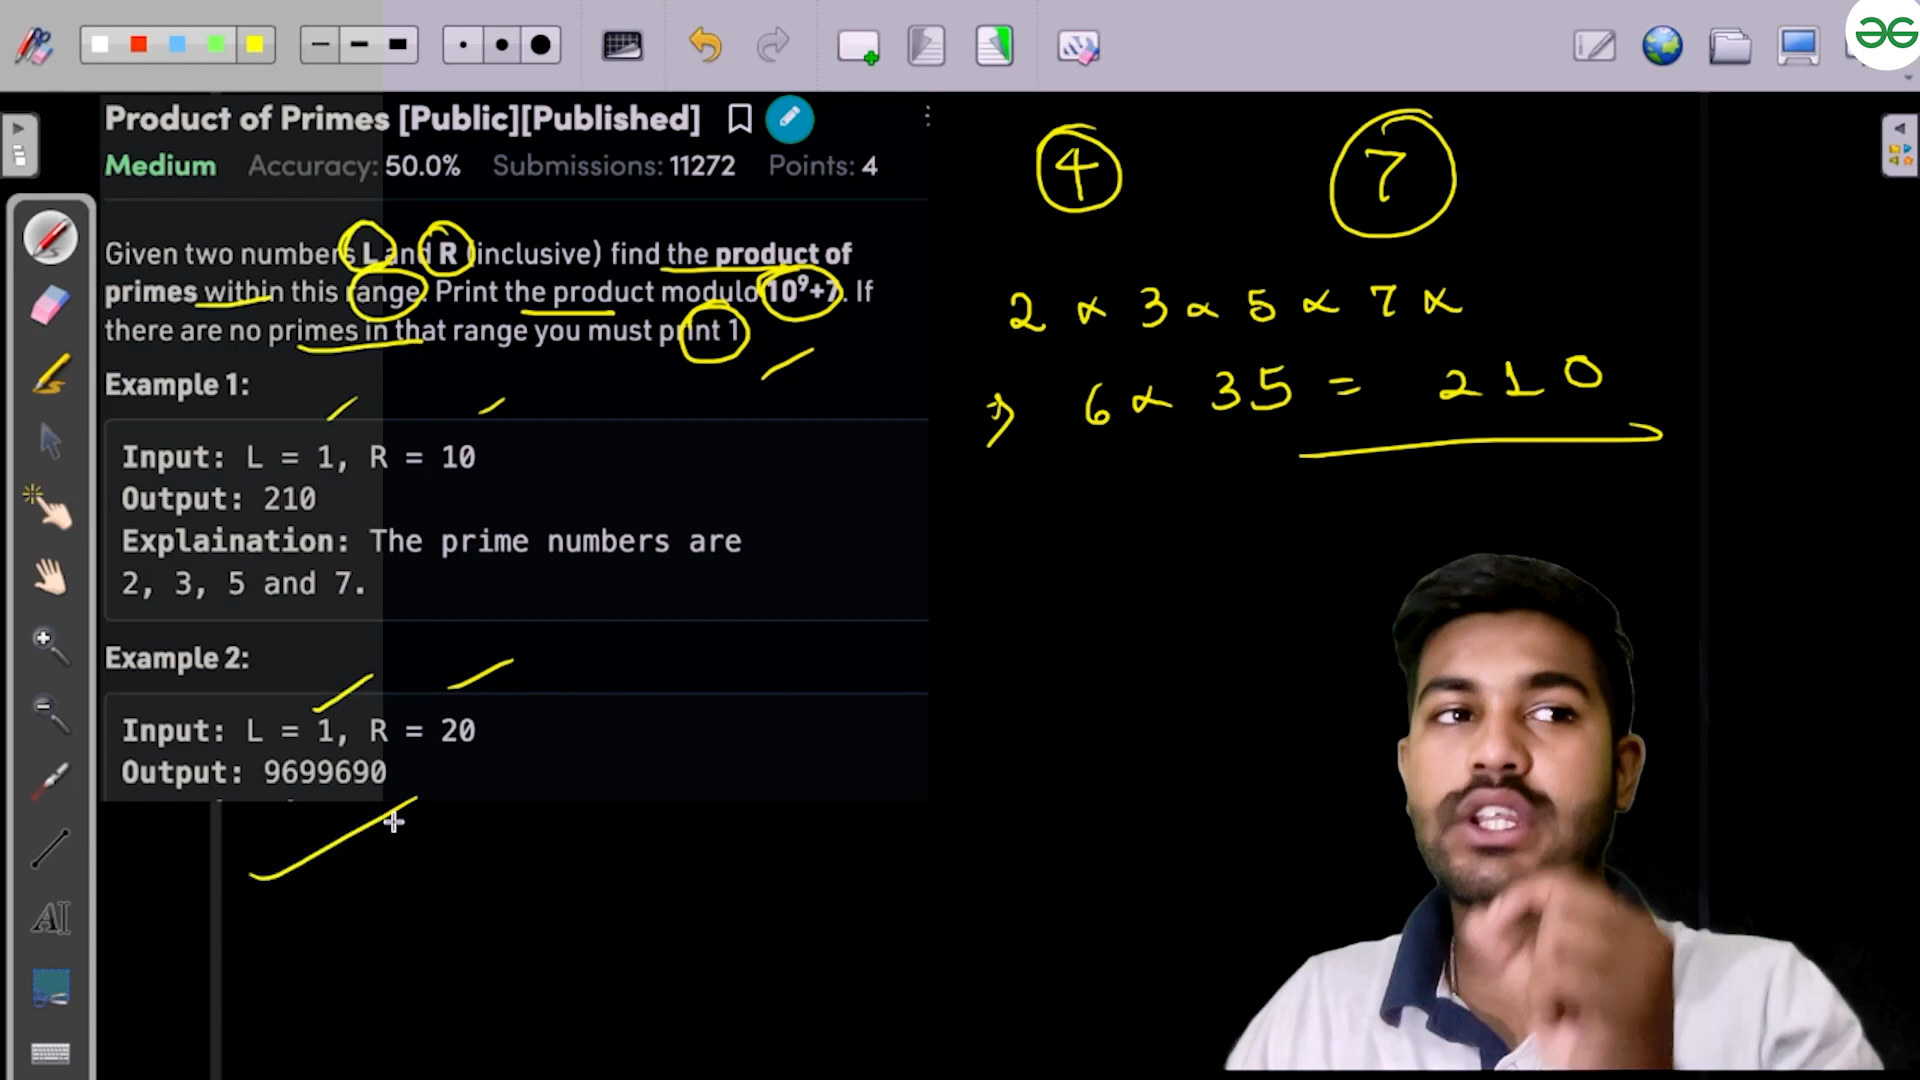 Product of Primes [Public][Published]
Medium Accuracy: 50.0% Submissions: 11272 Points: 4
Given two numbers L and R (inclusive) find the product of
primes within this range. Print the product modulo 10⁹+7. If
there are no primes in that range you must print 1
Example 1:
Input: L = 1, R = 10
Output: 210
Explaination: The prime numbers are
2, 3, 5 and 7.
Example 2:
Input: L = 1, R = 20
Output: 9699690
4 7
2 × 3 × 5 × 7 ×
⇒ 6 × 35 = 210